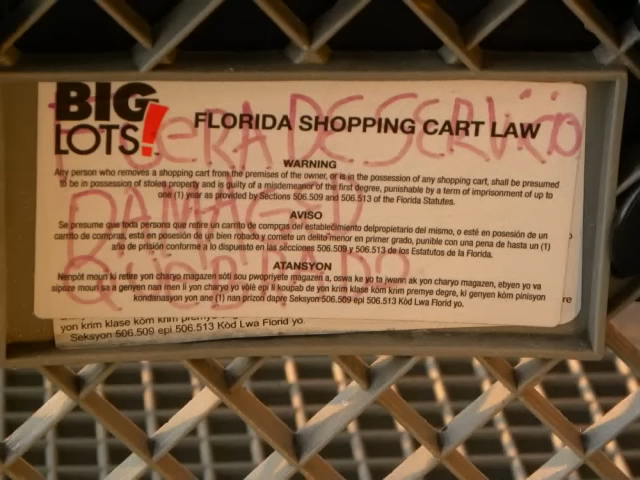 BIG
LOTS!
FLORIDA SHOPPING CART LAW
FUERA DE SERVICIO
WARNING
Any person who removes a shopping cart from the premises of the owner, or is in the possession of any shopping cart, shall be presumed
to be in possession of stolen property and is guilty of a misdemeanor of the first degree, punishable by a term of imprisonment of up to
one (1) year as provided by Sections 506.509 and 506.513 of the Florida Statutes.
DAMAGED
AVISO
Se presume que toda persona que retire un carrito de compras del establecimiento delpropietario del mismo, o esté en posesión de un
carrito de compras, está en posesión de un bien robado y comete un delito menor en primer grado, punible con una pena de hasta un (1)
año de prisión conforme a lo dispuesto en las sécciones 506.509 y 506.513 de los Estatutos de la Florida.
ATANSYON
Nenpòt moun ki retire yon charyo magazen sòti sou pwopriyete magazen a, oswa ke yo ta jwenn ak yon charyo magazen, ebyen yo va
sipoze moun sa a genyen nan men li yon charyo yo vòlè epi li koupab de yon krim klase kòm krim premye degre, ki genyen kòm pinisyon
kondanasyon yon ane (1) nan prizon dapre Seksyon 506.509 epi 506.513 Kòd Lwa Florid yo.
re
yon krim klase kòm krim premye
Seksyon 506.509 epi 506.513 Kòd Lwa Florid yo.